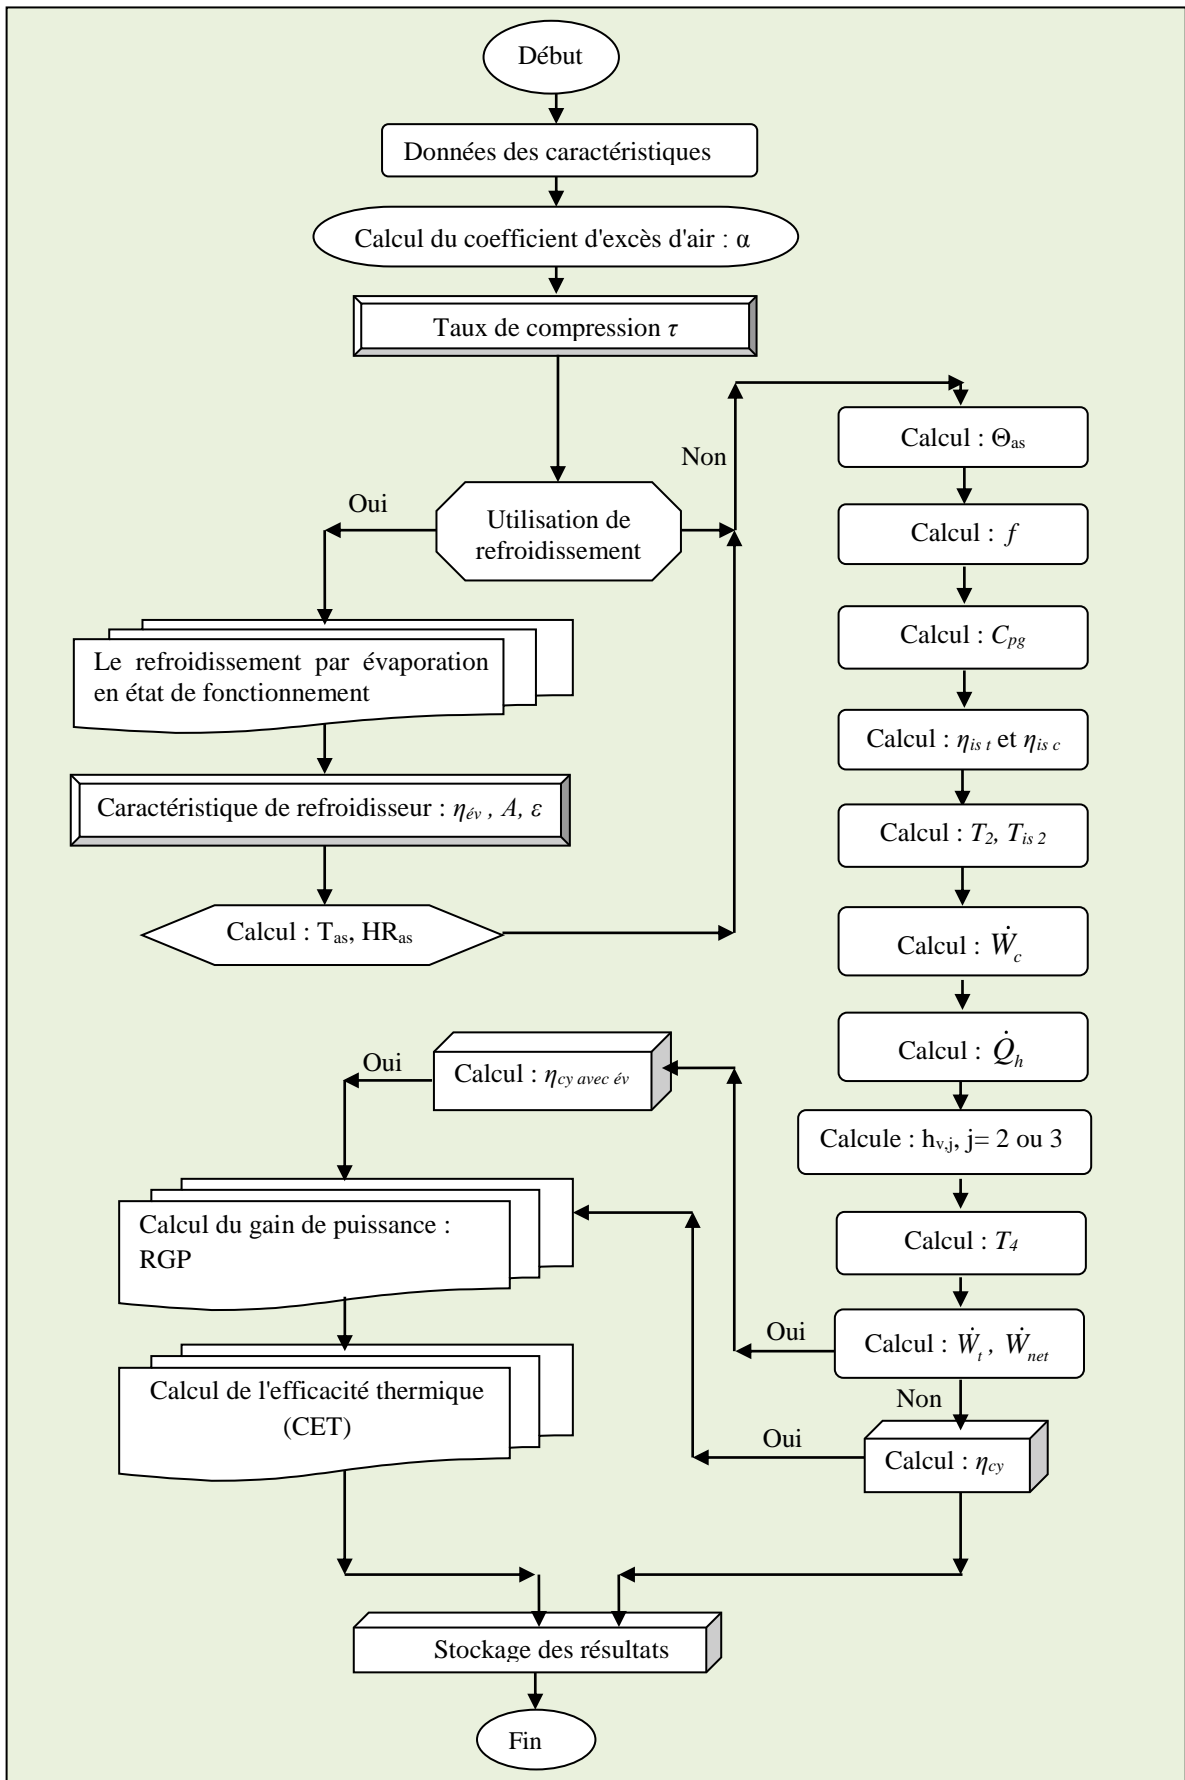 Début
Données des caractéristiques
Calcul du coefficient d'excès d'air : α
Taux de compression τ
Non
Oui
Utilisation de
refroidissement
Le refroidissement par évaporation
en état de fonctionnement
Caractéristique de refroidisseur : ηév , A, ε
Calcul : Tas, HRas
Calcul : Θas
Calcul : f
Calcul : Cpg
Calcul : ηis t et ηis c
Calcul : T2, Tis 2
Calcul : Ẇc
Calcul : Q̇h
Calcule : hv,j, j= 2 ou 3
Calcul : T4
Calcul : Ẇt , Ẇnet
Oui
Non
Calcul : ηcy
Oui
Calcul : ηcy avec év
Oui
Calcul du gain de puissance :
RGP
Calcul de l'efficacité thermique
(CET)
Stockage des résultats
Fin